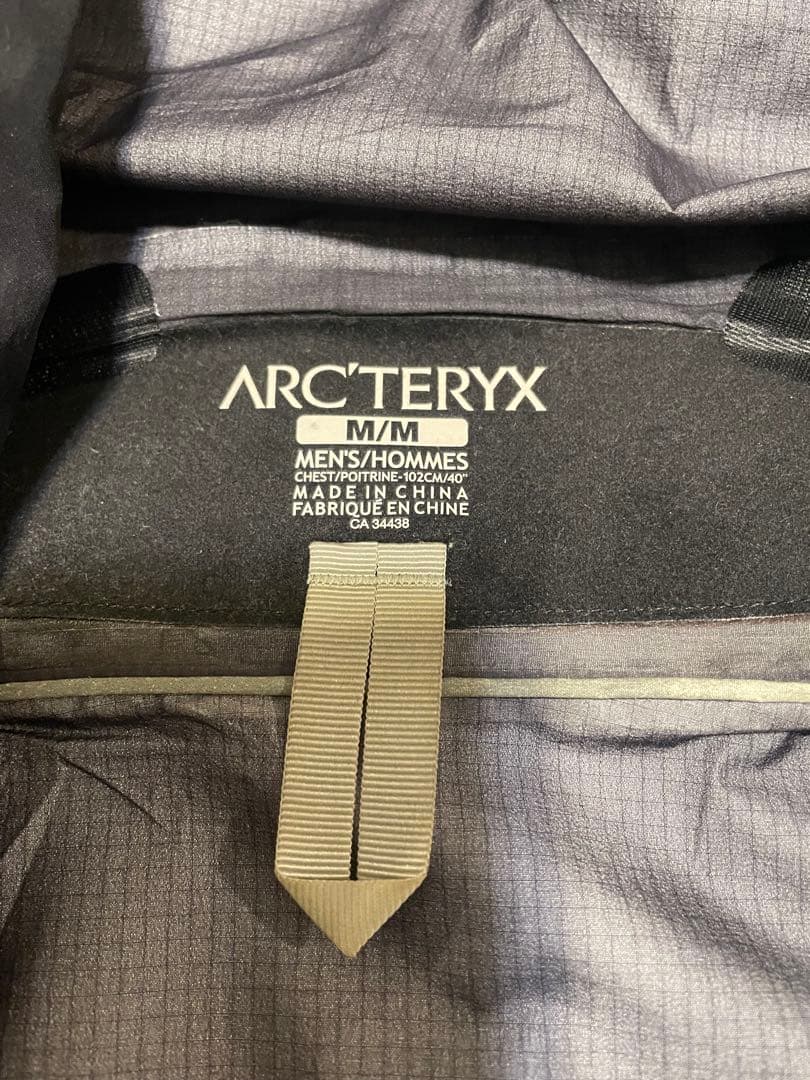 ARC'TERYX
M/M
MEN'S/HOMMES
CHEST/POITRINE-102CM/40"
MADE IN CHINA
FABRIQUÉ EN CHINE
CA 34438